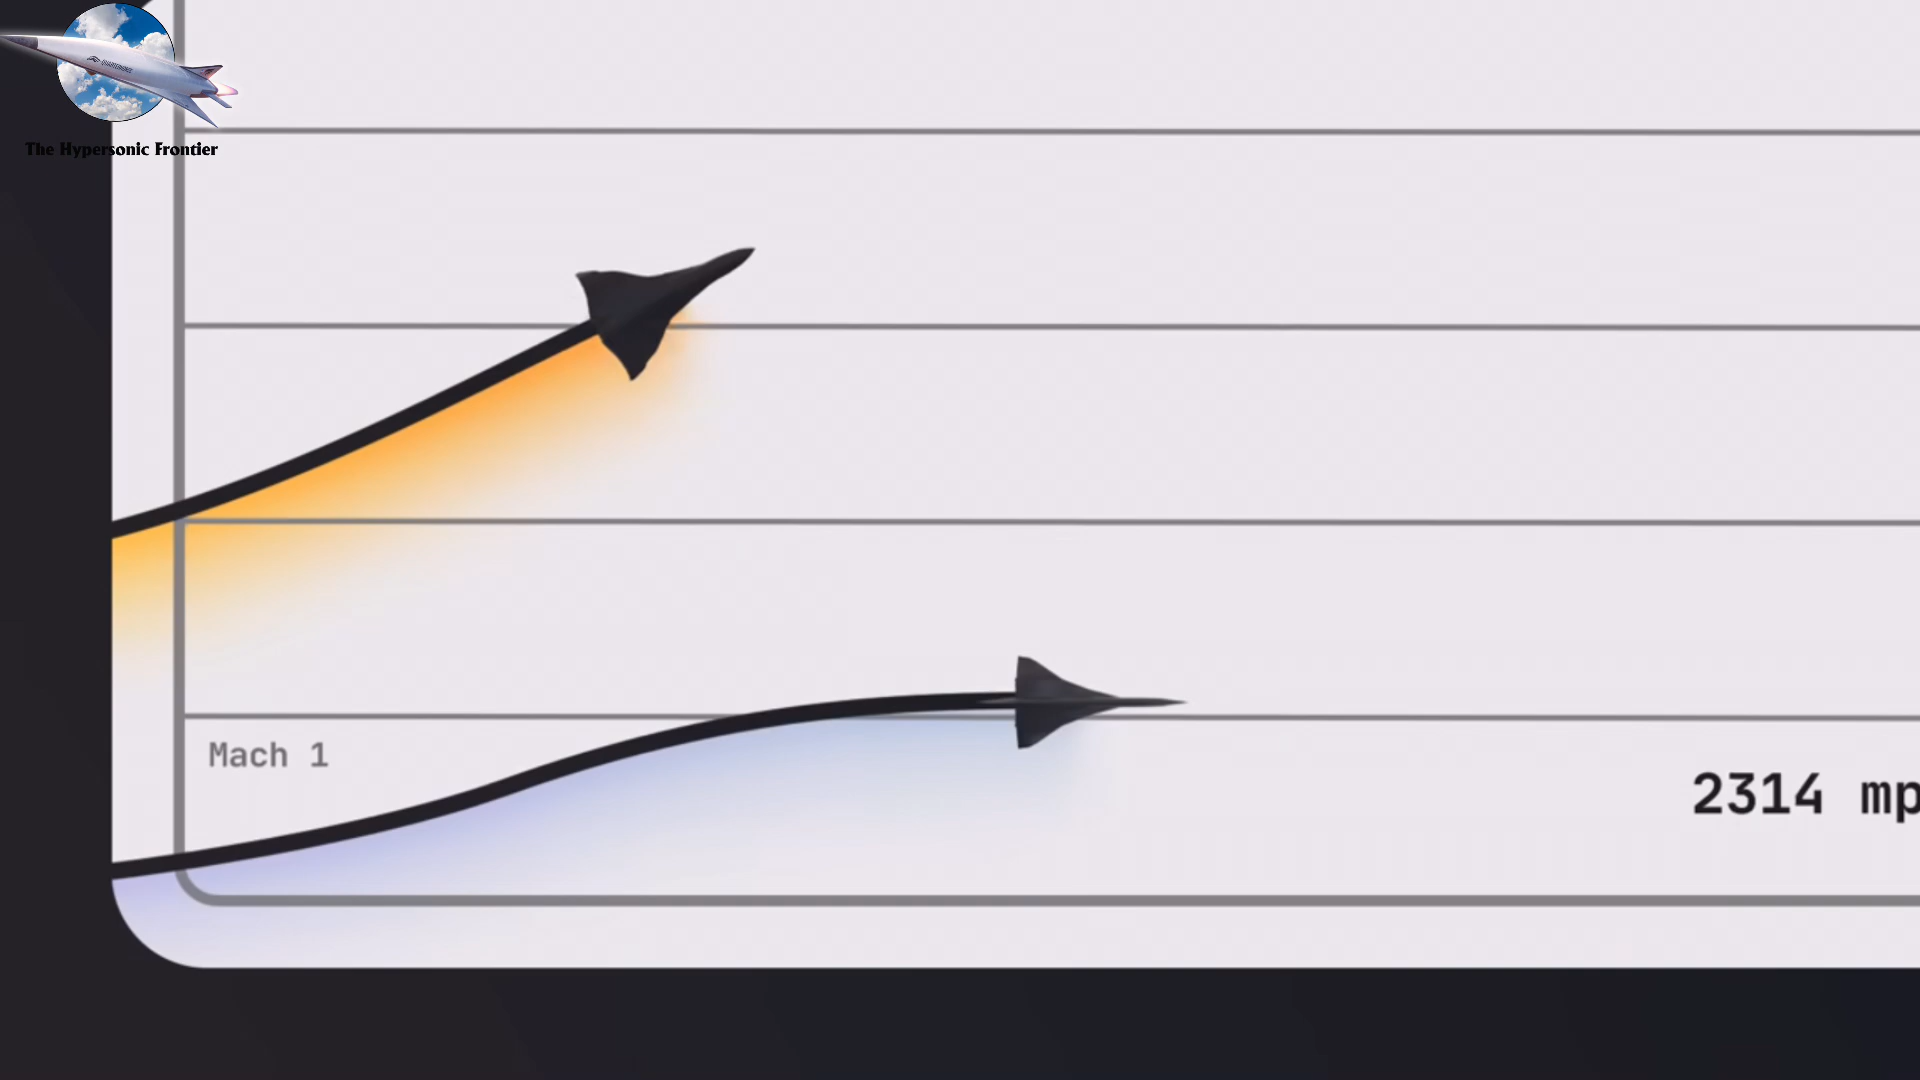 The Hypersonic Frontier
Mach 1
2314 mp